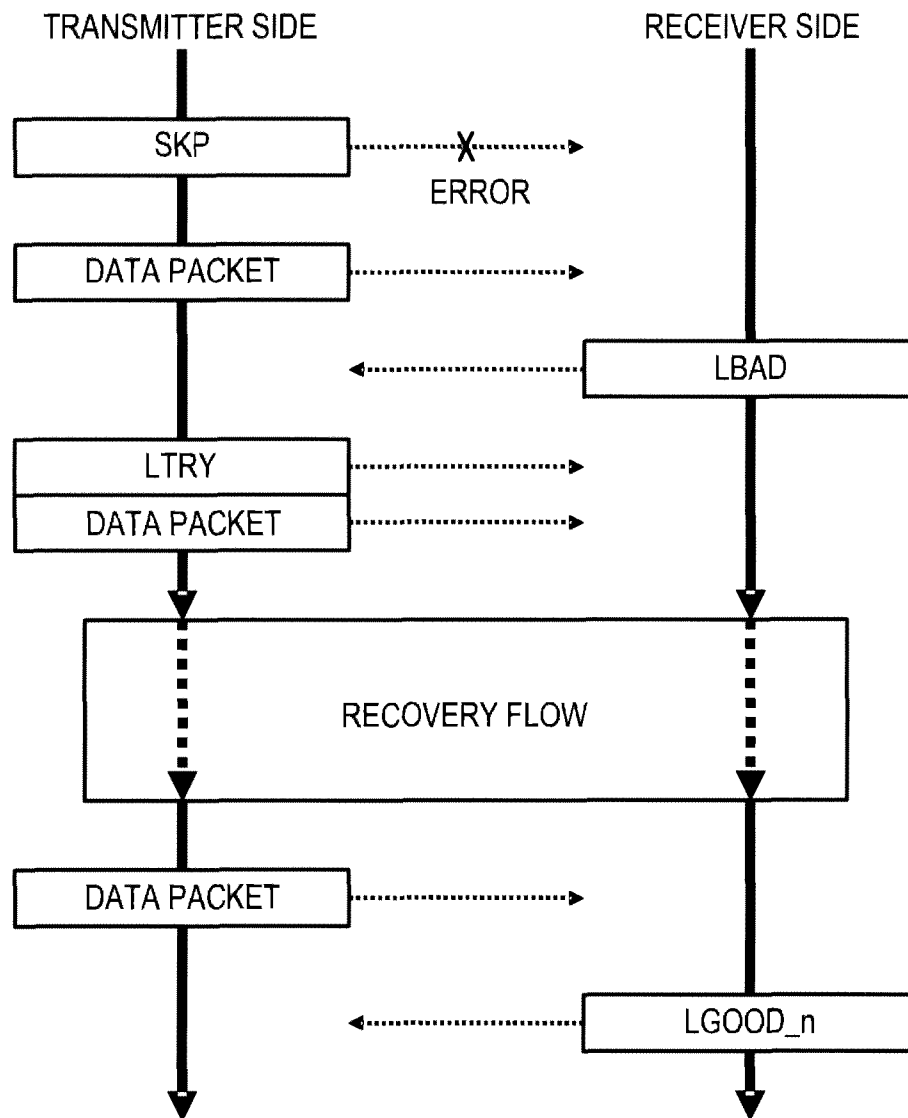 TRANSMITTER SIDE
RECEIVER SIDE
SKP
X
ERROR
DATA PACKET
LBAD
LTRY
DATA PACKET
RECOVERY FLOW
DATA PACKET
LGOOD_n